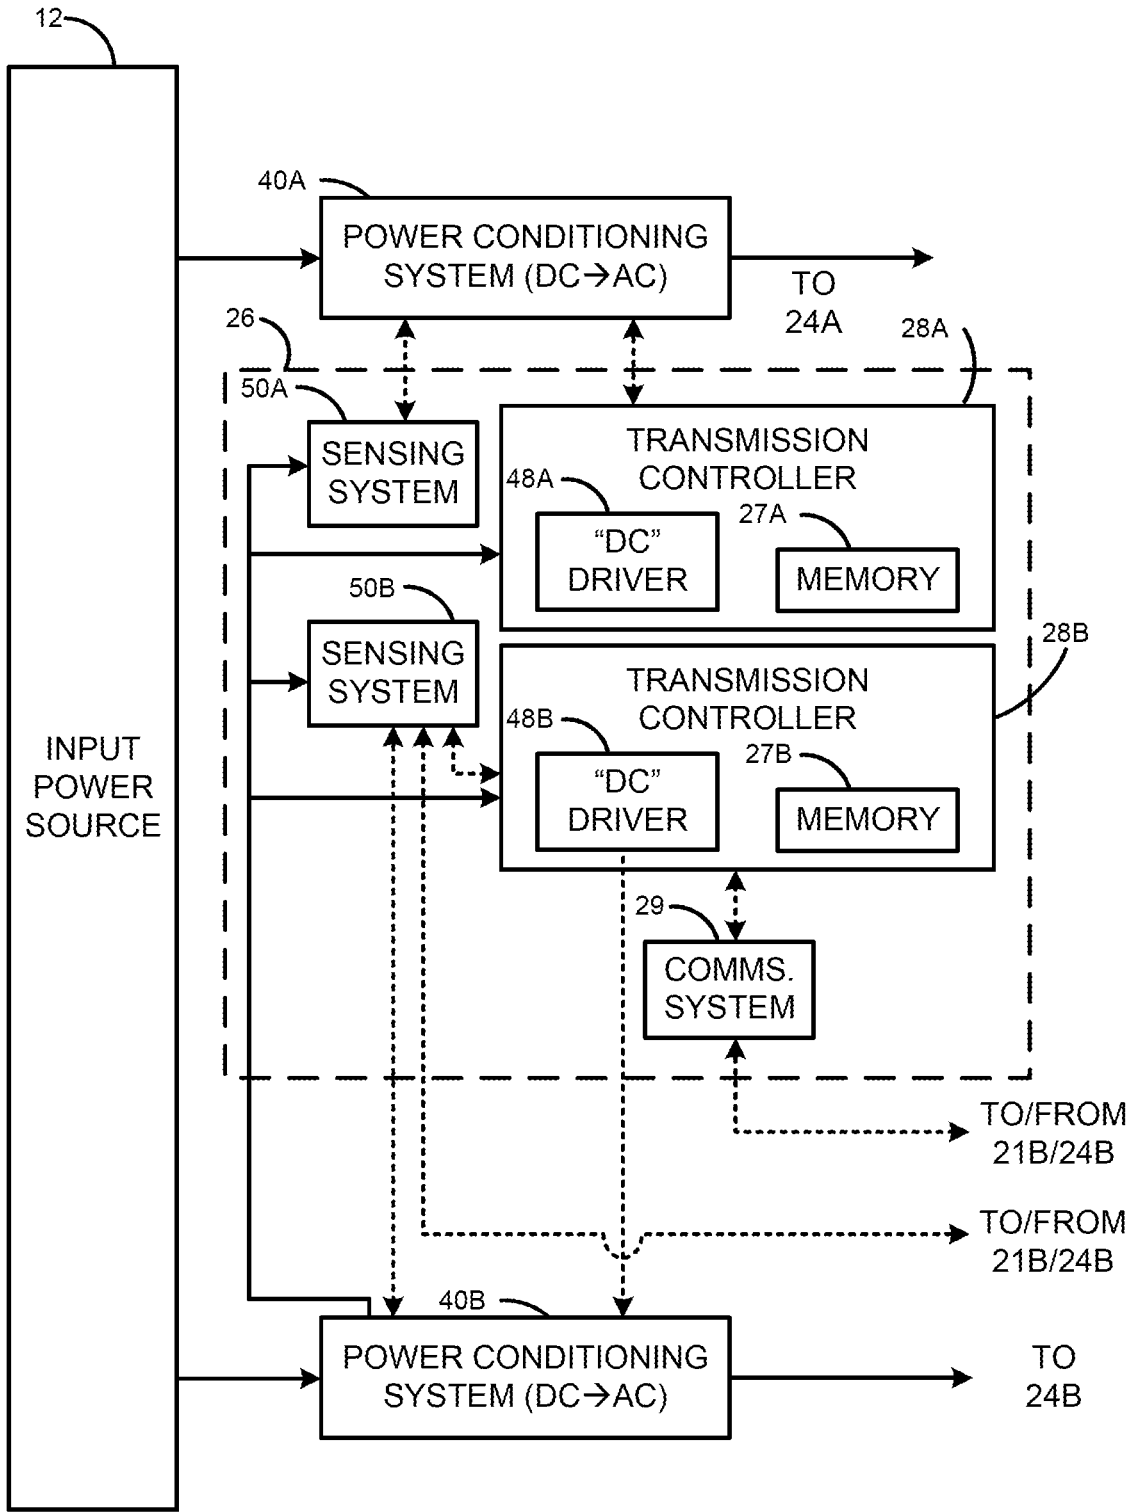 12
40A
POWER CONDITIONING
SYSTEM (DC→AC)
TO
24A
26
28A
50A
SENSING
SYSTEM
TRANSMISSION
CONTROLLER
48A
27A
“DC”
DRIVER
MEMORY
50B
SENSING
SYSTEM
28B
TRANSMISSION
CONTROLLER
48B
27B
“DC”
DRIVER
MEMORY
INPUT
POWER
SOURCE
29
COMMS.
SYSTEM
TO/FROM
21B/24B
TO/FROM
21B/24B
40B
POWER CONDITIONING
SYSTEM (DC→AC)
TO
24B